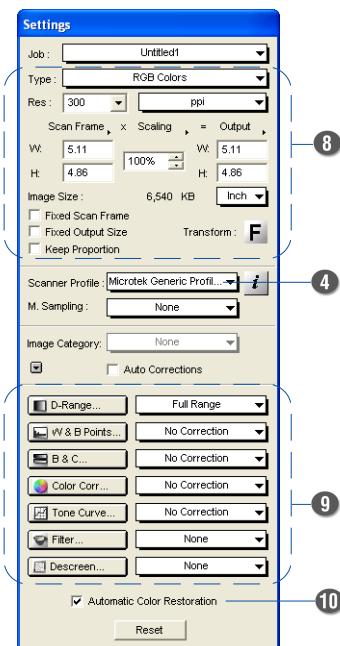 Settings
Job : Untitled1
Type : RGB Colors
Res : 300 ppi
Scan Frame x Scaling = Output
W: 5.11 100% W: 5.11
H: 4.86 H: 4.86
Image Size : 6,540 KB Inch
Fixed Scan Frame
Fixed Output Size Transform : F
Keep Proportion
Scanner Profile : Microtek Generic Profil... i
M. Sampling : None
Image Category: None
Auto Corrections
D-Range... Full Range
W & B Points... No Correction
B & C... No Correction
Color Corr... No Correction
Tone Curve... No Correction
Filter... None
Descreen... None
Automatic Color Restoration
Reset
8
4
9
10